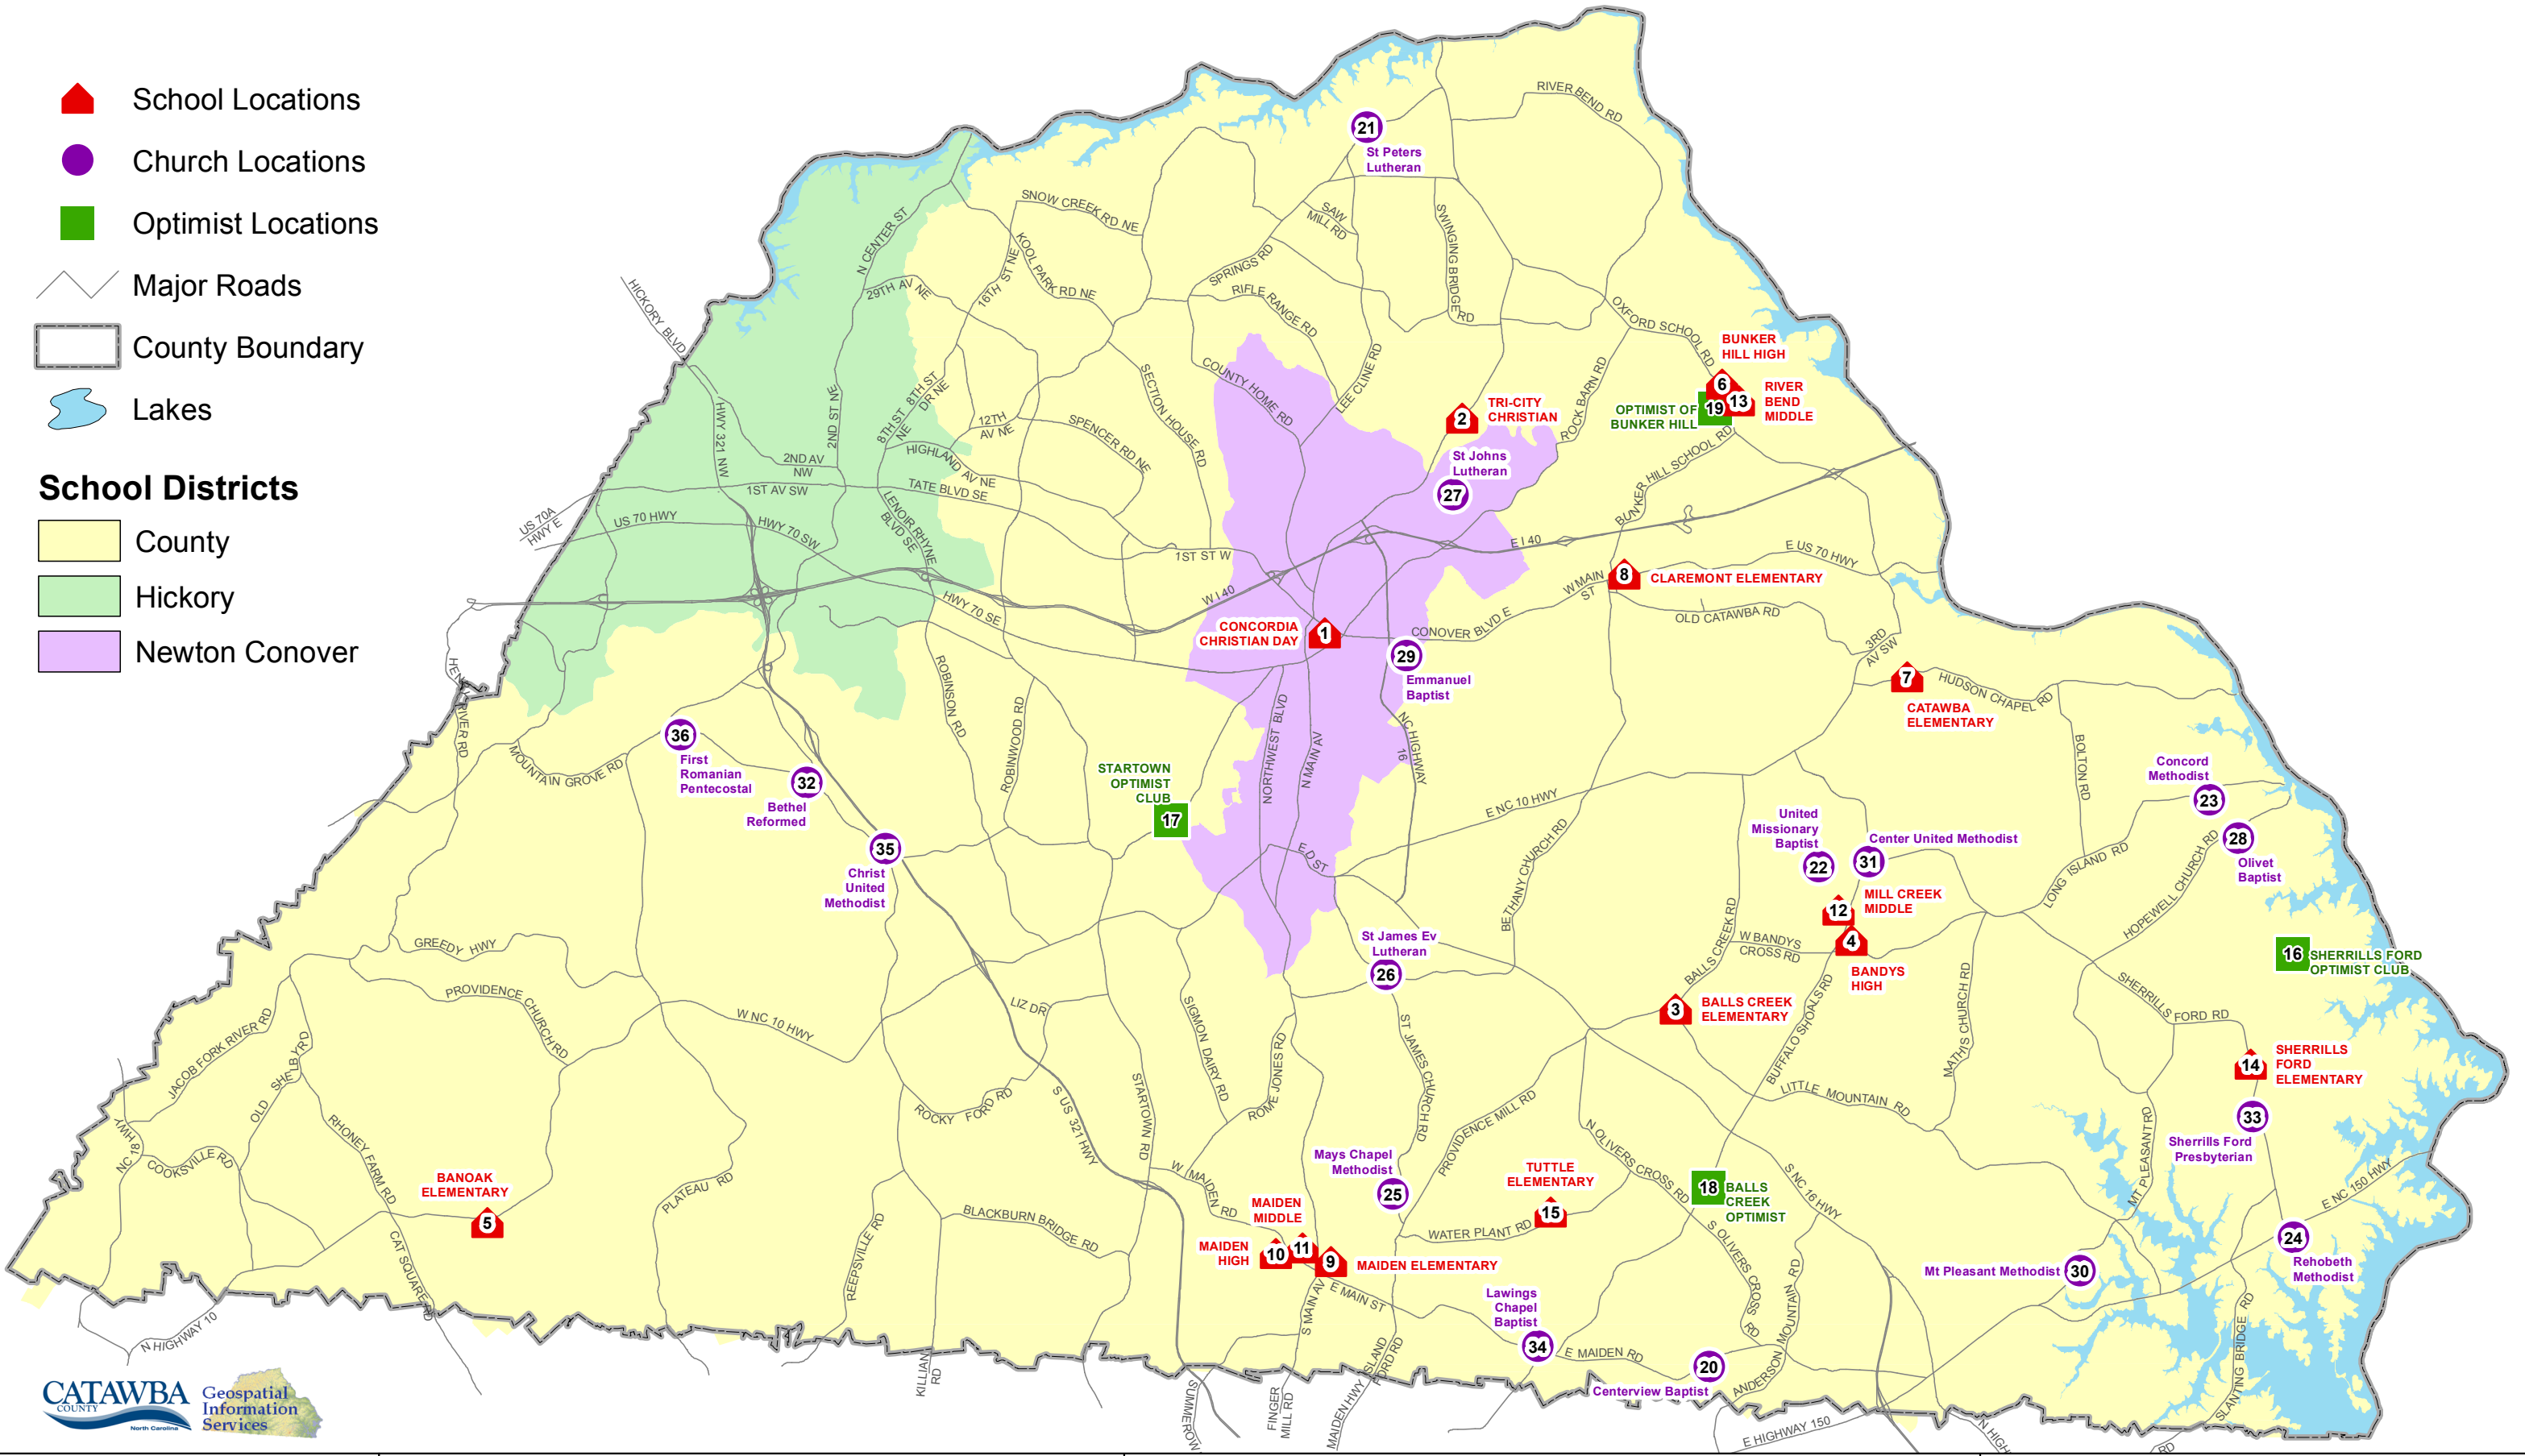 School Locations
Church Locations
Optimist Locations
Major Roads
County Boundary
Lakes
School Districts
County
Hickory
Newton Conover
RIVER BEND RD
21
St Peters
Lutheran
SNOW CREEK RD NE
SAW
MILL RD
SWINGING BRIDGE
RD
N CENTER ST
KOOL PARK RD NE
16TH ST NE
29TH AV NE
SPRINGS RD
RIFLE RANGE RD
HICKORY BLVD
OXFORD SCHOOL RD
BUNKER
HILL HIGH
6
RIVER
BEND
MIDDLE
13
19
OPTIMIST OF
BUNKER HILL
COUNTY HOME RD
LEE CLINE RD
SECTION HOUSE RD
ROCK BARN RD
2
TRI-CITY
CHRISTIAN
St Johns
Lutheran
27
HWY 321 NW
2ND ST NE
8TH ST
DR NE
8TH ST
NE
12TH
AV NE
SPENCER RD NE
HIGHLAND AV NE
2ND AV
NW
1ST AV SW
TATE BLVD SE
LENOIR RHYNE
BLVD SE
US 70A
HWY E
US 70 HWY
HWY 70 SW
BUNKER HILL SCHOOL RD
E I 40
1ST ST W
W I 40
HWY 70 SE
E US 70 HWY
8
CLAREMONT ELEMENTARY
W MAIN
ST
OLD CATAWBA RD
CONCORDIA
CHRISTIAN DAY
1
CONOVER BLVD E
29
Emmanuel
Baptist
3RD
AV SW
7
CATAWBA
ELEMENTARY
HUDSON CHAPEL RD
HENRY RIVER RD
ROBINSON RD
ROBINWOOD RD
NORTHWEST BLVD
N MAIN AV
NC HIGHWAY
16
36
First
Romanian
Pentecostal
MOUNTAIN GROVE RD
32
Bethel
Reformed
STARTOWN
OPTIMIST
CLUB
17
BOLTON RD
Concord
Methodist
23
28
Olivet
Baptist
35
Christ
United
Methodist
E NC 10 HWY
E D ST
BETHANY CHURCH RD
United
Missionary
Baptist
22
Center United Methodist
31
LONG ISLAND RD
HOPEWELL CHURCH RD
12
MILL CREEK
MIDDLE
4
BANDYS
HIGH
W BANDYS
CROSS RD
BALLS CREEK RD
GREEDY HWY
St James Ev
Lutheran
26
16
SHERRILLS FORD
OPTIMIST CLUB
SHERRILLS
FORD RD
PROVIDENCE CHURCH RD
W NC 10 HWY
LIZ DR
3
BALLS CREEK
ELEMENTARY
BUFFALO SHOALS RD
MATHIS CHURCH RD
JACOB FORK RIVER RD
OLD SHELBY RD
SIGMON DAIRY RD
ROME JONES RD
ST JAMES CHURCH RD
14
SHERRILLS
FORD
ELEMENTARY
LITTLE MOUNTAIN RD
ROCKY FORD RD
S US 321 HWY
STARTOWN RD
PROVIDENCE MILL RD
N OLIVERS CROSS RD
33
Sherrills Ford
Presbyterian
MT PLEASANT RD
NC 18 HWY
COOKSVILLE RD
RHONEY FARM RD
BANOAK
ELEMENTARY
5
PLATEAU RD
W MAIDEN RD
Mays Chapel
Methodist
25
TUTTLE
ELEMENTARY
15
18
BALLS
CREEK
OPTIMIST
S NC 16 HWY
E NC 150 HWY
CAT SQUARE RD
REEPSVILLE RD
BLACKBURN BRIDGE RD
MAIDEN
MIDDLE
MAIDEN
HIGH
10
11
9
MAIDEN ELEMENTARY
WATER PLANT RD
S OLIVERS CROSS RD
24
Rehobeth
Methodist
Mt Pleasant Methodist
30
ANDERSON MOUNTAIN RD
SLANTING BRIDGE RD
S MAIN AV
E MAIN ST
Lawings
Chapel
Baptist
34
E MAIDEN RD
20
Centerview Baptist
N HIGHWAY 10
KILLIAN
RD
SUMMEROW
FINGER
MILL RD
MAIDEN HWY
ISLAND
FORD RD
E HIGHWAY 150
N HIGH
RD
CATAWBA
COUNTY
North Carolina
Geospatial
Information
Services